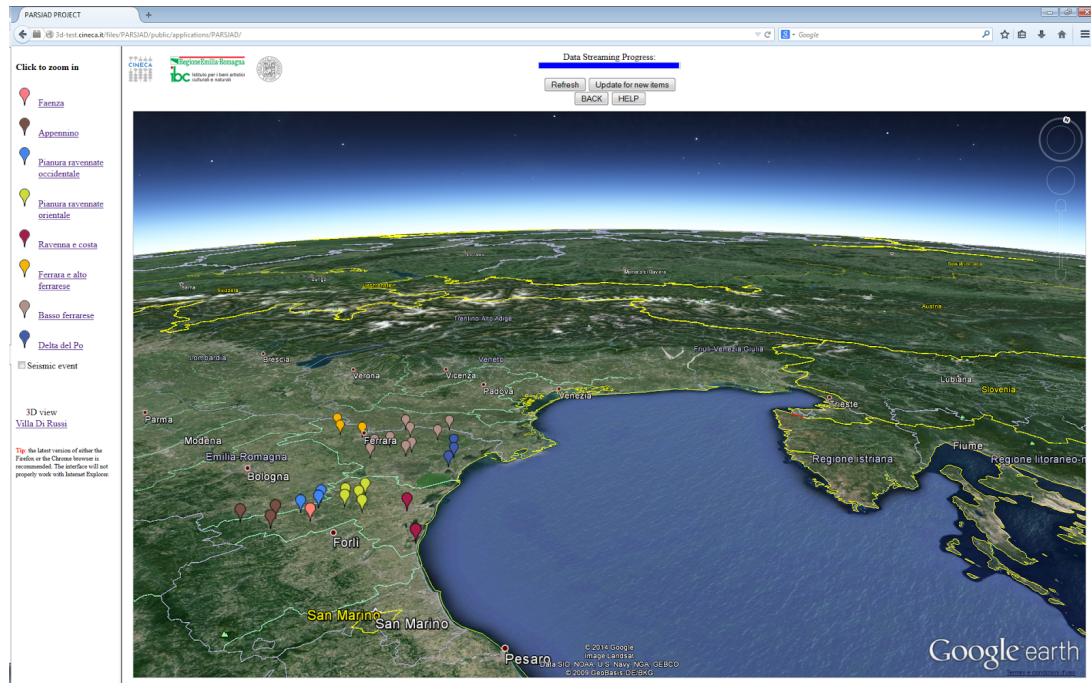 PARSJAD PROJECT
3d-test.cineca.it/files/PARSJAD/public/applications/PARSJAD/
Google
Click to zoom in
Faenza
Appennino
Pianura ravennate
occidentale
Pianura ravennate
orientale
Ravenna e costa
Ferrara e alto
ferrarese
Basso ferrarese
Delta del Po
Seismic event
3D view
Villa Di Russi
Tip: the latest version of either the
Firefox or the Chrome browser is
recommended. The interface will not
properly work with Internet Explorer.
CINECA
RegioneEmilia-Romagna
ibc Istituto per i beni artistici
culturali e naturali
Data Streaming Progress:
Refresh Update for new items
BACK HELP
N
Liechtenstein
Svizzera
Austria
Trentino-Alto Adige
Friuli-Venezia Giulia
Lombardia
Brescia
Veneto
Verona
Vicenza
Padova
Venezia
Lubiana
Slovenia
Trieste
Parma
Modena
Ferrara
Emilia-Romagna
Bologna
Fiume
Regione istriana
Regione litoraneo-m
Forlì
San Marino
San Marino
Pesaro
© 2014 Google
Image Landsat
Data SIO, NOAA, U.S. Navy, NGA, GEBCO
© 2009 GeoBasis-DE/BKG
Google earth
Termini e condizioni d'uso